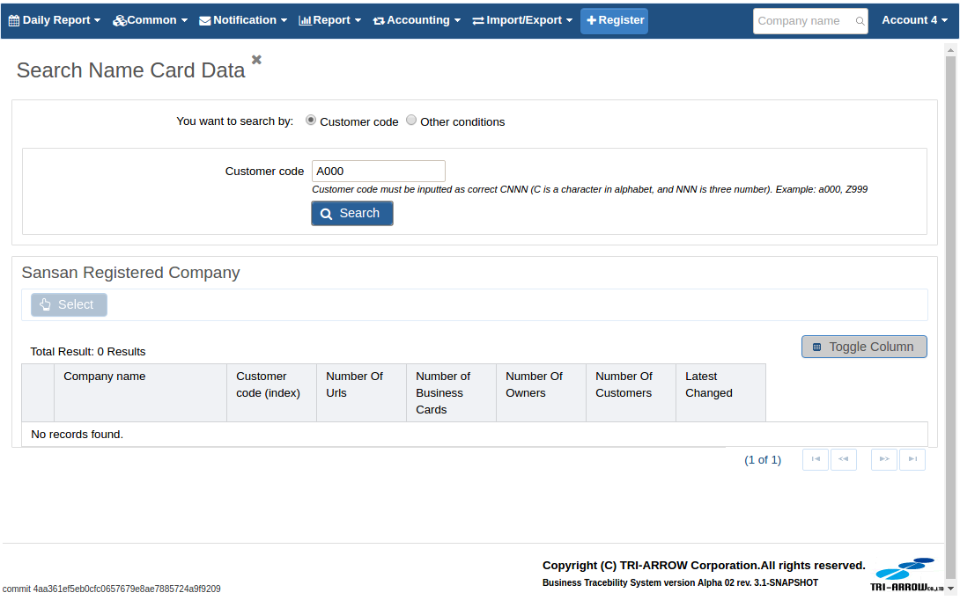 Daily Report Common Notification Report Accounting Import/Export + Register Company name Account 4
Search Name Card Data
You want to search by: Customer code Other conditions
Customer code A000
Customer code must be inputted as correct CNNN (C is a character in alphabet, and NNN is three number). Example: a000, Z999
Search
Sansan Registered Company
Select
Total Result: 0 Results
Toggle Column
Company name Customer code (index) Number Of Urls Number of Business Cards Number Of Owners Number Of Customers Latest Changed
No records found.
(1 of 1)
Copyright (C) TRI-ARROW Corporation.All rights reserved.
Business Tracebility System version Alpha 02 rev. 3.1-SNAPSHOT
TRI-ARROW
commit 4aa361ef5eb0cfc0657679e8ae7885724a9f9209